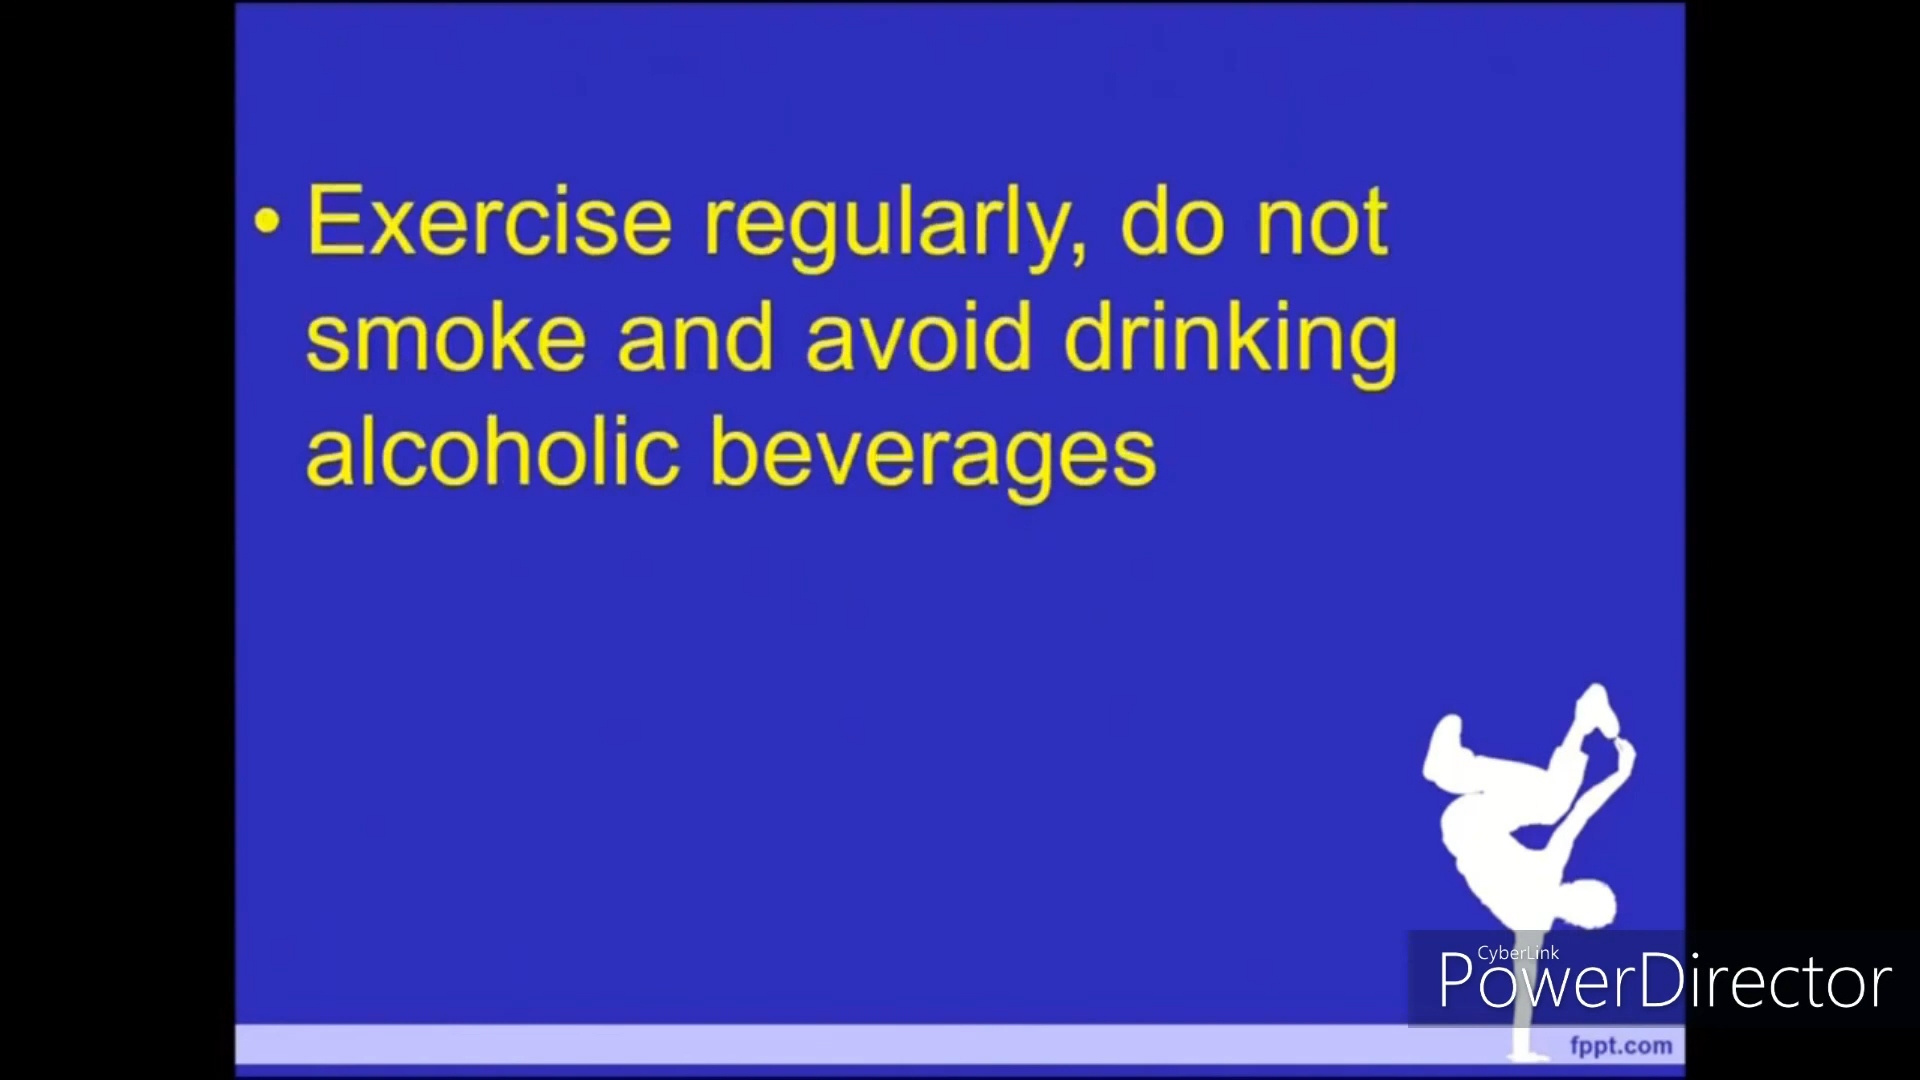 • Exercise regularly, do not
smoke and avoid drinking
alcoholic beverages
CyberLink
PowerDirector
fppt.com